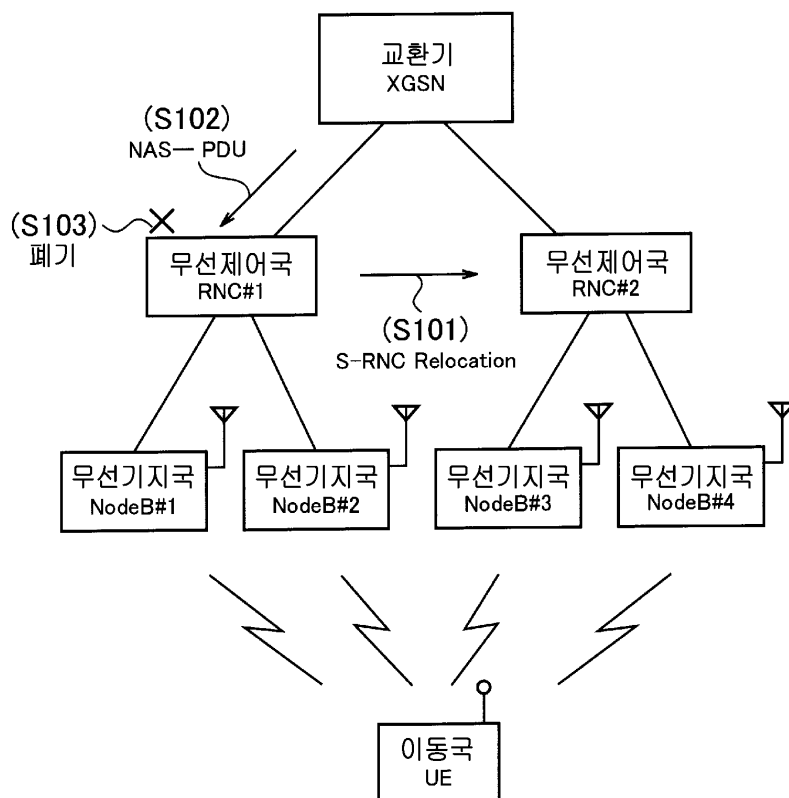 교환기
XGSN
(S102)
NAS— PDU
(S103)
폐기
무선제어국
RNC#1
무선제어국
RNC#2
(S101)
S-RNC Relocation
무선기지국
NodeB#1
무선기지국
NodeB#2
무선기지국
NodeB#3
무선기지국
NodeB#4
이동국
UE